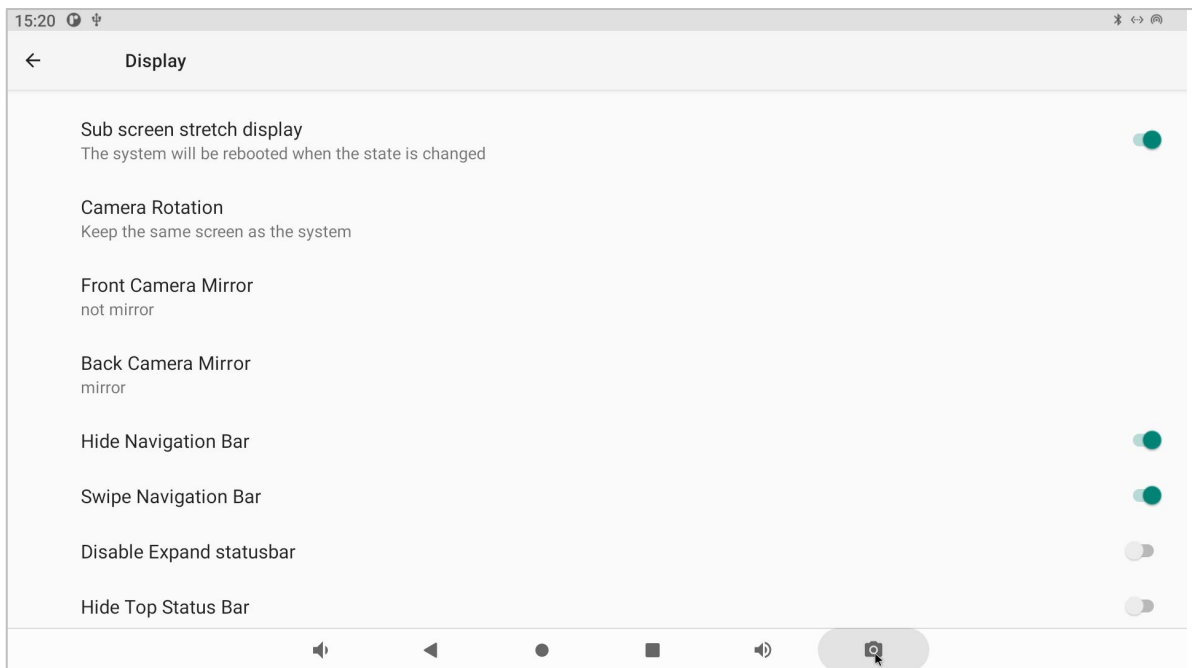 15:20
Display
Sub screen stretch display
The system will be rebooted when the state is changed
Camera Rotation
Keep the same screen as the system
Front Camera Mirror
not mirror
Back Camera Mirror
mirror
Hide Navigation Bar
Swipe Navigation Bar
Disable Expand statusbar
Hide Top Status Bar